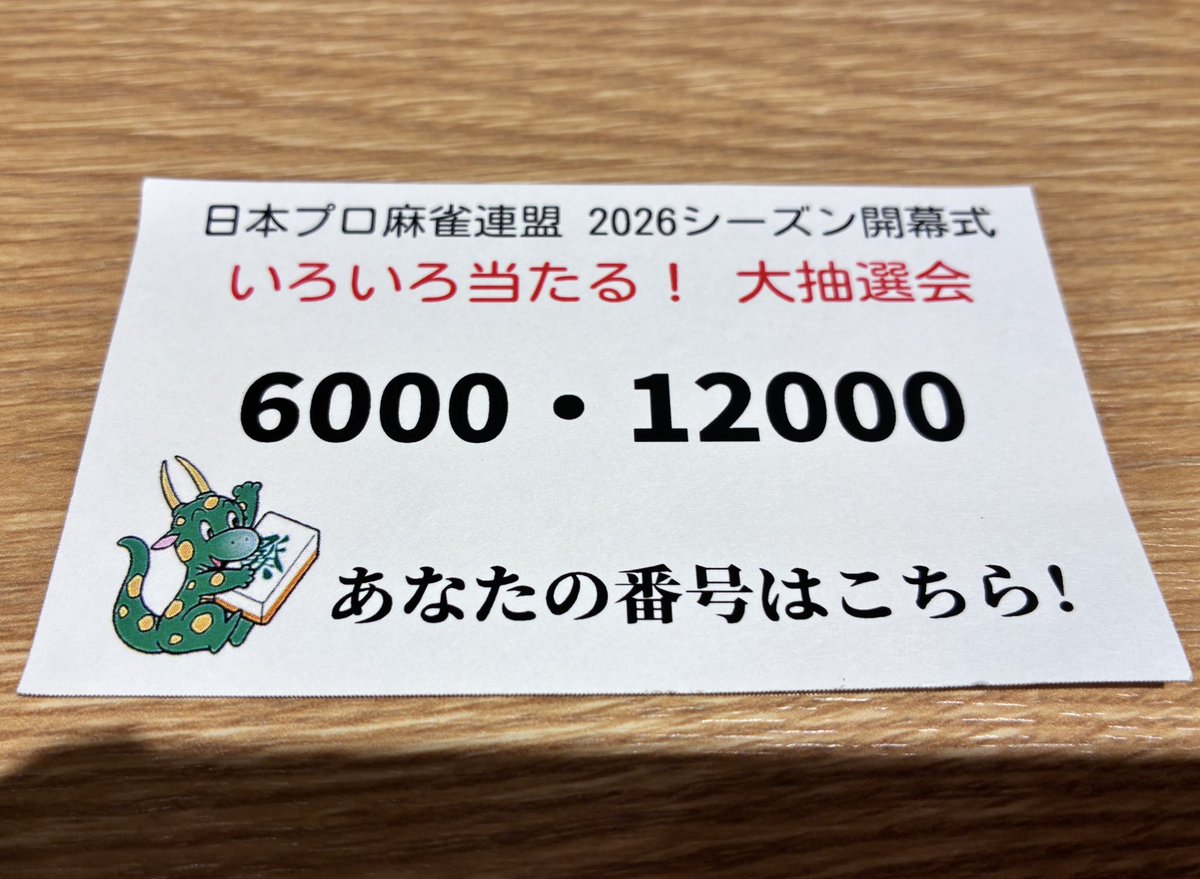 日本プロ麻雀連盟 2026シーズン開幕式
いろいろ当たる！ 大抽選会
6000・12000
發
あなたの番号はこちら!